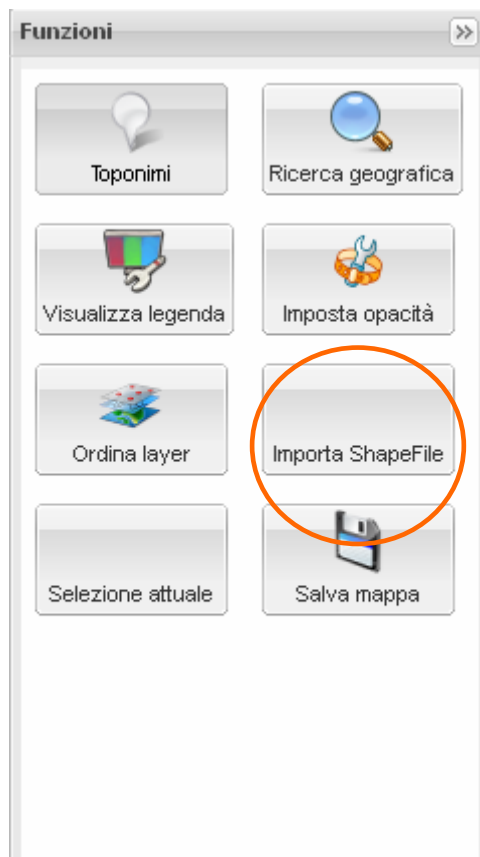 Funzioni
Toponimi
Ricerca geografica
Visualizza legenda
Imposta opacità
Ordina layer
Importa ShapeFile
Selezione attuale
Salva mappa